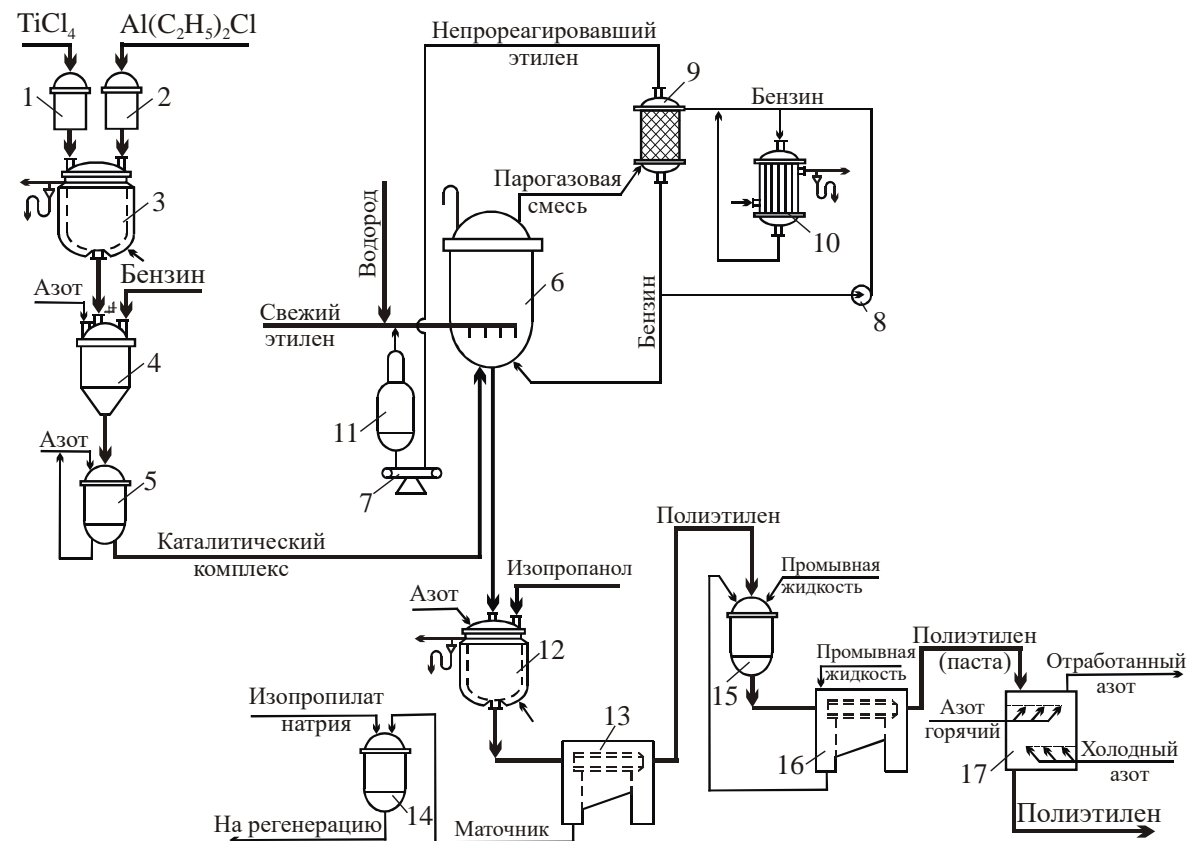 TiCl4
Al(C2H5)2Cl
Непрореагировавший
этилен
1
2
9
Бензин
3
Парогазовая
смесь
10
Водород
Азот
Бензин
6
Бензин
8
Свежий
этилен
4
11
Азот
5
7
Каталитический
комплекс
Полиэтилен
Изопропанол
Азот
12
Промывная
жидкость
Полиэтилен
(паста)
Промывная
жидкость
15
Отработанный
азот
Изопропилат
натрия
13
Азот
горячий
16
17
Холодный
азот
14
На регенерацию
Маточник
Полиэтилен